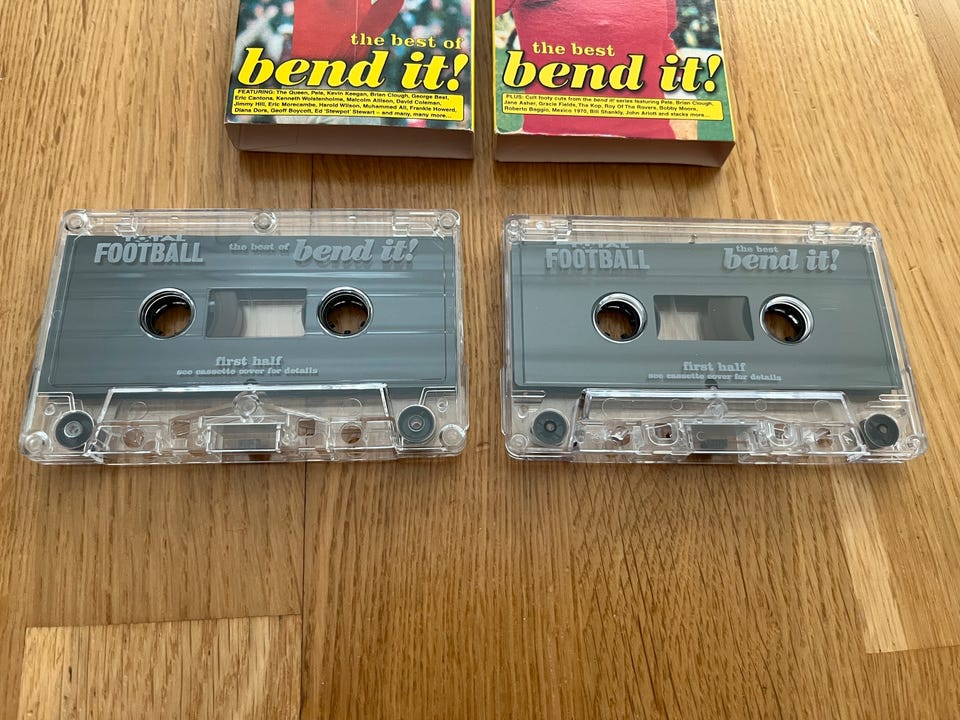 the best of
bend it!
FEATURING: The Queen, Pele, Kevin Keegan, Brian Clough, George Best,
Eric Cantona, Kenneth Wolstenholme, Malcolm Allison, David Coleman,
Jimmy Hill, Eric Morecambe, Harold Wilson, Muhammed Ali, Frankie Howerd,
Diana Dors, Geoff Boycott, Ed 'Stewpot' Stewart – and many, many more...
the best
bend it!
PLUS: Cult footy cuts from the bend it! series featuring Pele, Brian Clough,
Jane Asher, Gracie Fields, The Kop, Roy Of The Rovers, Bobby Moore,
Roberto Baggio, Mexico 1970, Bill Shankly, John Arlott and stacks more...
TOTAL
FOOTBALL
the best of
bend it!
first half
see cassette cover for details
TOTAL
FOOTBALL
the best
bend it!
first half
see cassette cover for details